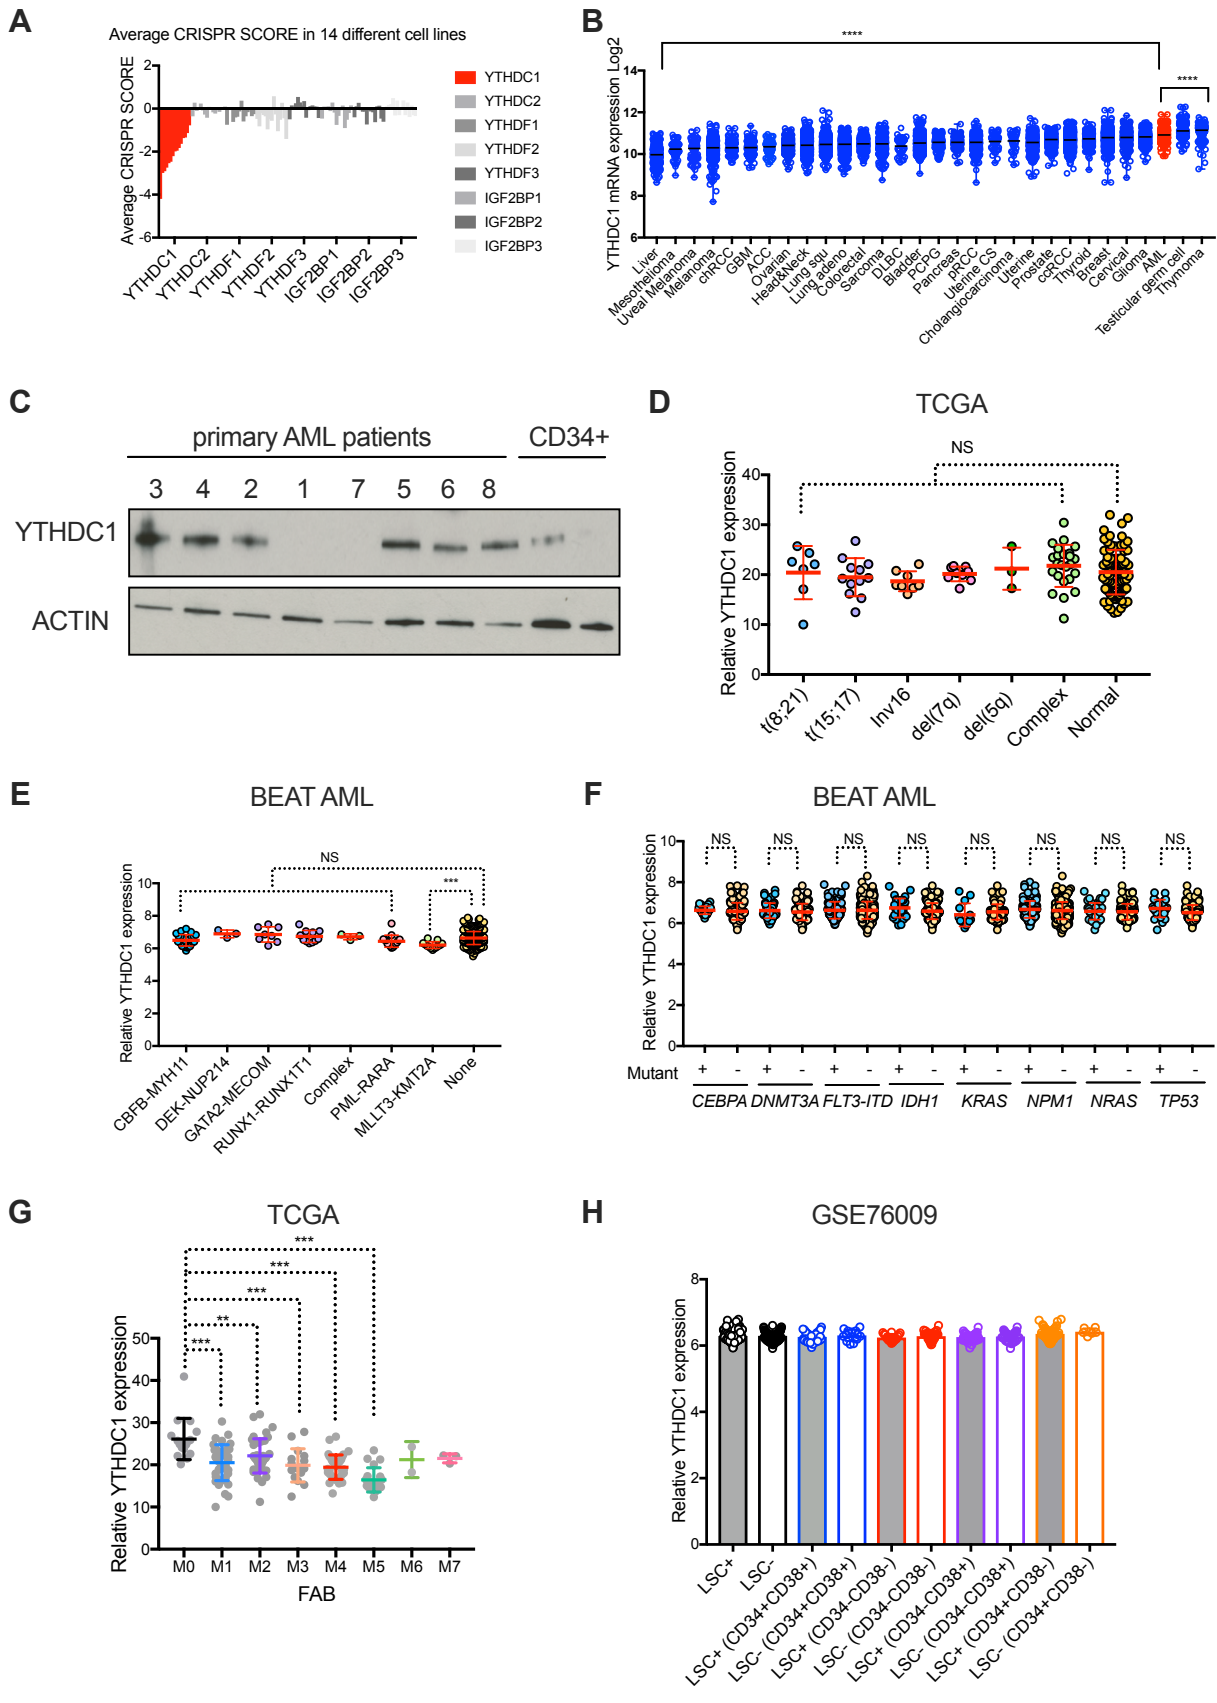 A
Average CRISPR SCORE in 14 different cell lines
Average CRISPR SCORE
2
0
-2
-4
-6
YTHDC1
YTHDC2
YTHDF1
YTHDF2
YTHDF3
IGF2BP1
IGF2BP2
IGF2BP3
YTHDC1
YTHDC2
YTHDF1
YTHDF2
YTHDF3
IGF2BP1
IGF2BP2
IGF2BP3
B
YTHDC1 mRNA expression Log2
14
12
10
8
6
****
****
Liver
Mesothelioma
Uveal Melanoma
Melanoma
chRCC
GBM
ACC
Ovarian
Head&Neck
Lung squ
Lung adeno
Colorectal
Sarcoma
DLBC
Bladder
PCPG
Pancreas
pRCC
Uterine CS
Cholangiocarcinoma
Uterine
Prostate
ccRCC
Thyroid
Breast
Cervical
Glioma
AML
Testicular germ cell
Thymoma
C
primary AML patients
CD34+
3 4 2 1 7 5 6 8
YTHDC1
ACTIN
D
TCGA
NS
Relative YTHDC1 expression
40
30
20
10
0
t(8;21)
t(15;17)
Inv16
del(7q)
del(5q)
Complex
Normal
E
BEAT AML
NS
***
Relative YTHDC1 expression
10
8
6
4
2
0
CBFB-MYH11
DEK-NUP214
GATA2-MECOM
RUNX1-RUNX1T1
Complex
PML-RARA
MLLT3-KMT2A
None
F
BEAT AML
NS NS NS NS NS NS NS NS
Relative YTHDC1 expression
10
8
6
4
2
0
Mutant + - + - + - + - + - + - + - + -
CEBPA DNMT3A FLT3-ITD IDH1 KRAS NPM1 NRAS TP53
G
TCGA
***
***
***
**
***
Relative YTHDC1 expression
50
40
30
20
10
0
M0 M1 M2 M3 M4 M5 M6 M7
FAB
H
GSE76009
Relative YTHDC1 expression
8
6
4
2
0
LSC+
LSC-
LSC+ (CD34+CD38+)
LSC- (CD34+CD38+)
LSC+ (CD34-CD38-)
LSC- (CD34-CD38-)
LSC+ (CD34-CD38+)
LSC- (CD34-CD38+)
LSC+ (CD34+CD38-)
LSC- (CD34+CD38-)